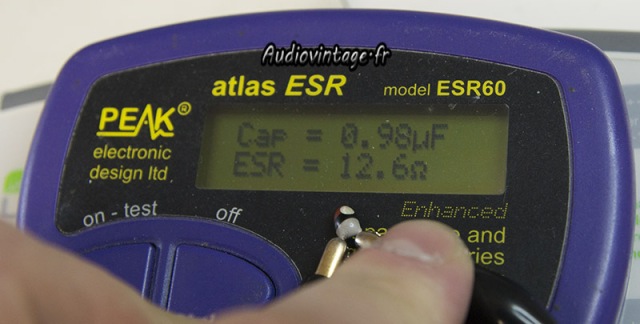 Audiovintage.fr
atlas ESR
model ESR60
PEAK®
electronic
design ltd
Cap = 0.98µF
ESR = 12.6Ω
on - test
off
Enhanced
and